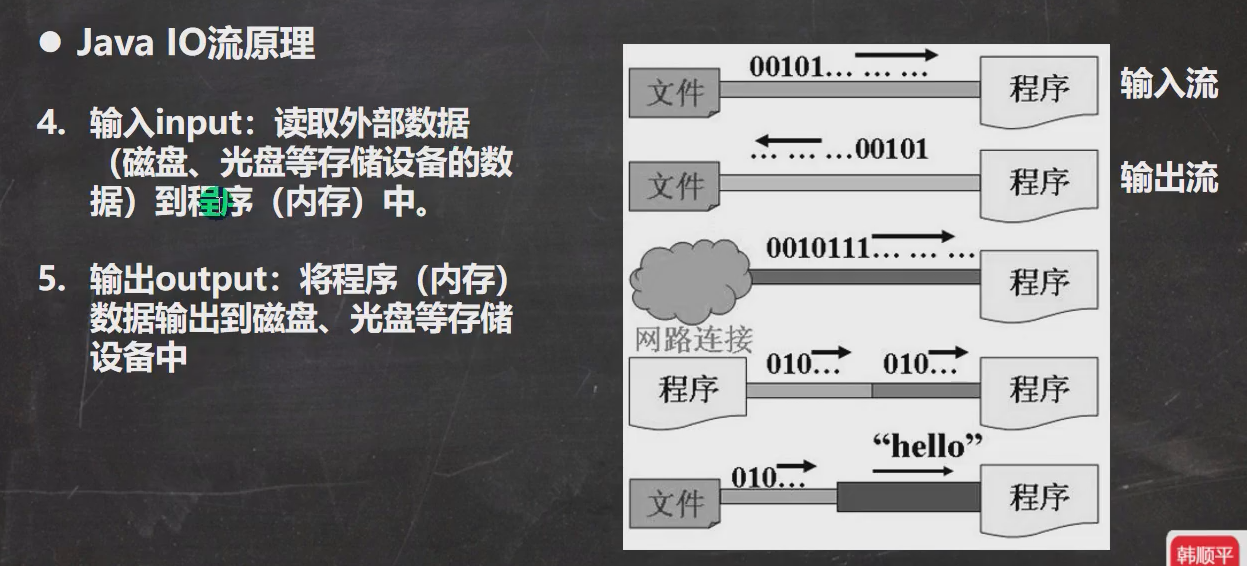 ● Java IO流原理
4. 输入input：读取外部数据
（磁盘、光盘等存储设备的数
据）到程序（内存）中。
5. 输出output：将程序（内存）
数据输出到磁盘、光盘等存储
设备中
00101… … …
文件
程序
输入流
… … …00101
文件
程序
输出流
0010111… … …
程序
网路连接
010…
010…
程序
程序
“hello”
010…
文件
程序
韩顺平